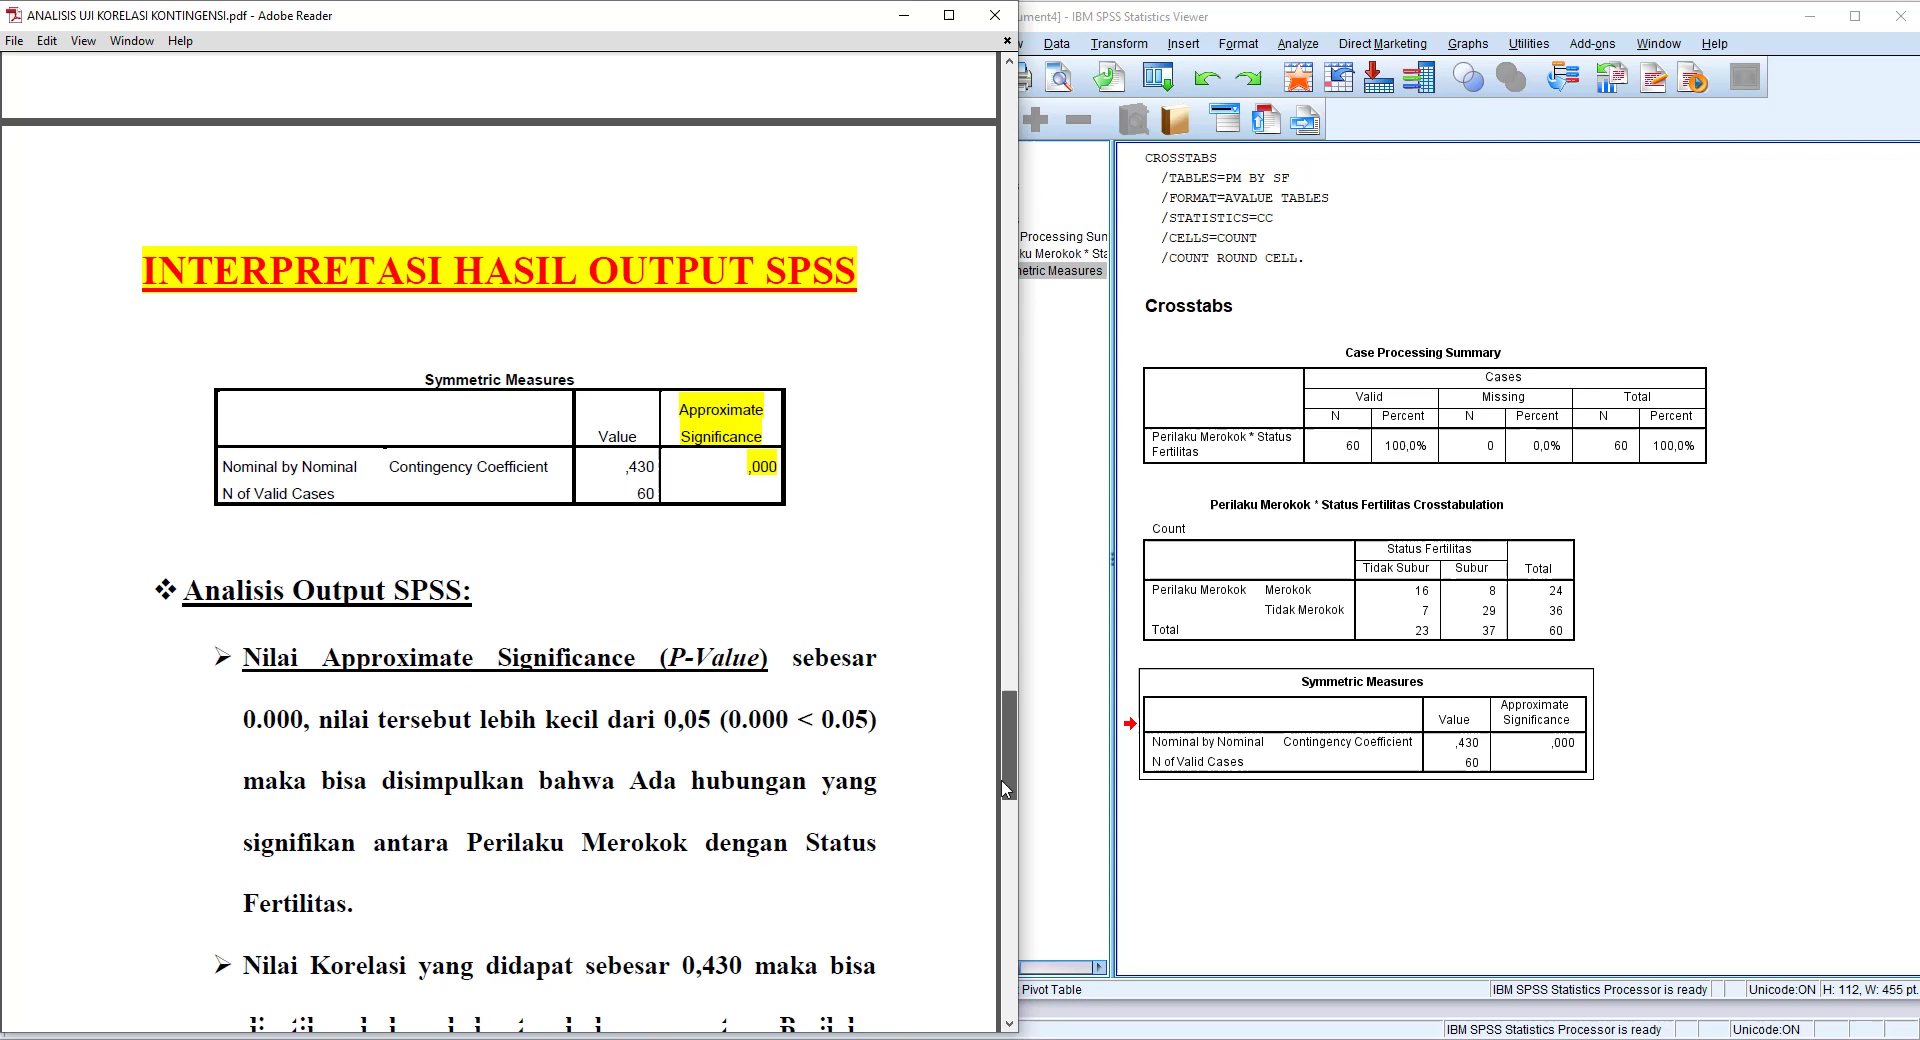 ANALISIS UJI KORELASI KONTINGENSI.pdf - Adobe Reader
File Edit View Window Help
INTERPRETASI HASIL OUTPUT SPSS
Symmetric Measures
Value
Approximate
Significance
Nominal by Nominal Contingency Coefficient ,430 ,000
N of Valid Cases 60
❖ Analisis Output SPSS:
➢ Nilai Approximate Significance (P-Value) sebesar
0.000, nilai tersebut lebih kecil dari 0,05 (0.000 < 0.05)
maka bisa disimpulkan bahwa Ada hubungan yang
signifikan antara Perilaku Merokok dengan Status
Fertilitas.
➢ Nilai Korelasi yang didapat sebesar 0,430 maka bisa
ument4] - IBM SPSS Statistics Viewer
Data Transform Insert Format Analyze Direct Marketing Graphs Utilities Add-ons Window Help
Processing Sum
ku Merokok * Sta
netric Measures
CROSSTABS
/TABLES=PM BY SF
/FORMAT=AVALUE TABLES
/STATISTICS=CC
/CELLS=COUNT
/COUNT ROUND CELL.
Crosstabs
Case Processing Summary
Cases
Valid Missing Total
N Percent N Percent N Percent
Perilaku Merokok * Status
Fertilitas 60 100,0% 0 0,0% 60 100,0%
Perilaku Merokok * Status Fertilitas Crosstabulation
Count
Status Fertilitas
Tidak Subur Subur Total
Perilaku Merokok Merokok 16 8 24
Tidak Merokok 7 29 36
Total 23 37 60
Symmetric Measures
Value
Approximate
Significance
Nominal by Nominal Contingency Coefficient ,430 ,000
N of Valid Cases 60
Pivot Table IBM SPSS Statistics Processor is ready Unicode:ON H: 112, W: 455 pt.
IBM SPSS Statistics Processor is ready Unicode:ON